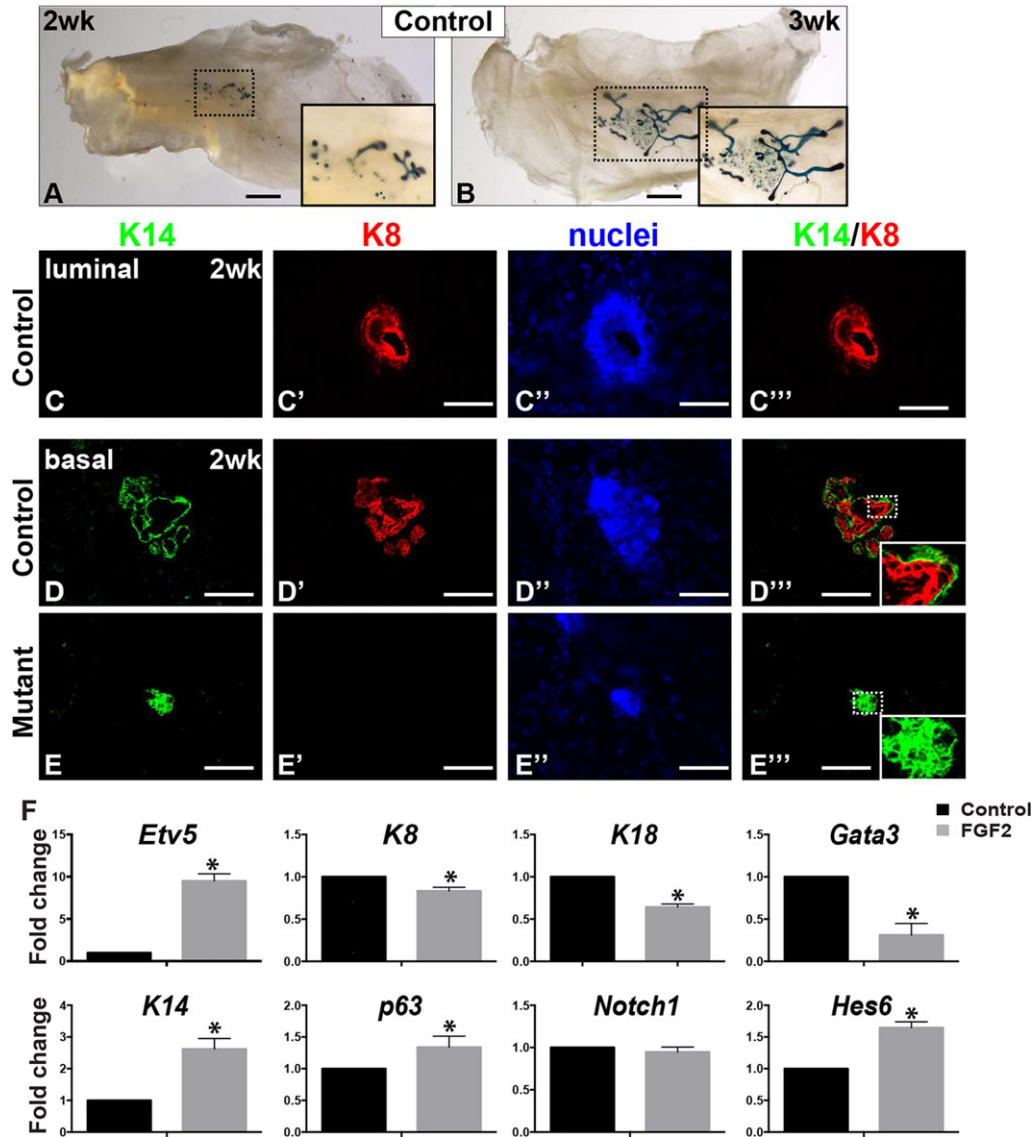 2wk Control 3wk
A B
K14 K8 nuclei K14/K8
Control luminal 2wk
C C' C'' C'''
Control basal 2wk
D D' D'' D'''
Mutant
E E' E'' E'''
F
Control
FGF2
Etv5 K8 K18 Gata3
Fold change
15 10 5 0
*
1.5 1.0 0.5 0.0
*
1.5 1.0 0.5 0.0
*
1.5 1.0 0.5 0.0
*
K14 p63 Notch1 Hes6
Fold change
4 3 2 1 0
*
2.0 1.5 1.0 0.5 0.0
*
1.5 1.0 0.5 0.0
2.0 1.5 1.0 0.5 0.0
*